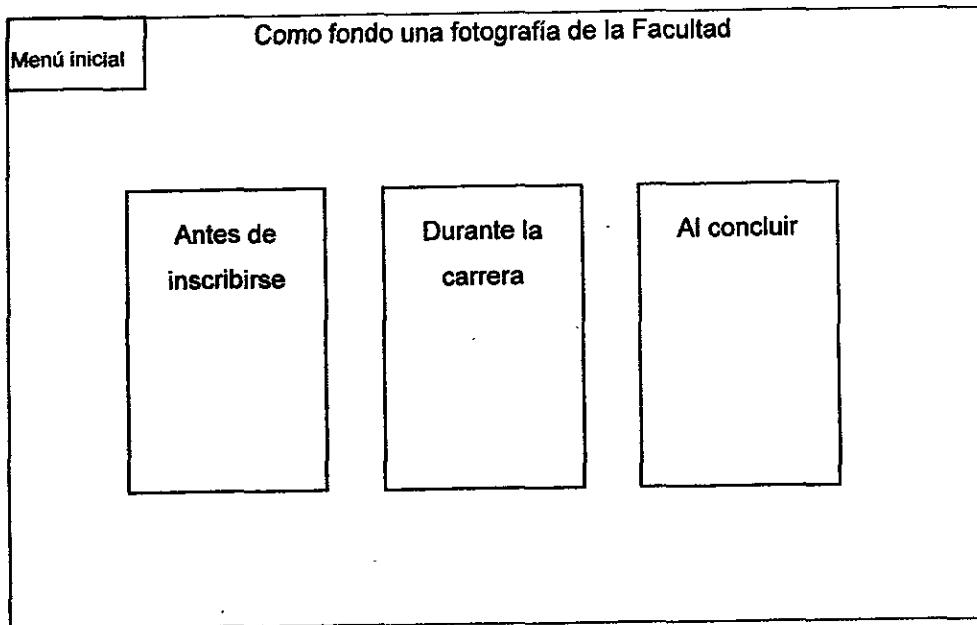 Como fondo una fotografía de la Facultad
Menú inicial
Antes de
inscribirse
Durante la
carrera
Al concluir